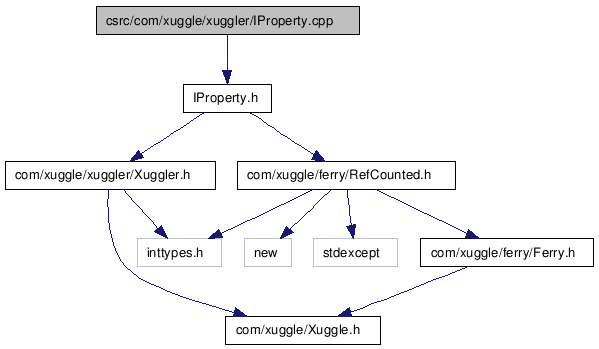 csrc/com/xuggle/xuggler/IProperty.cpp
IProperty.h
com/xuggle/xuggler/Xuggler.h
com/xuggle/ferry/RefCounted.h
inttypes.h
new
stdexcept
com/xuggle/ferry/Ferry.h
com/xuggle/Xuggle.h